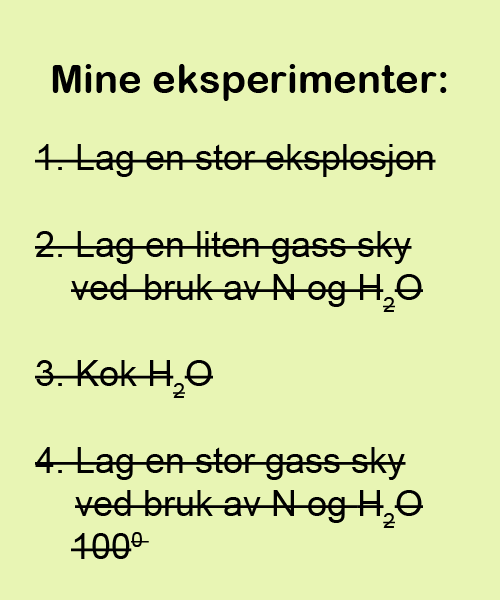 Mine eksperimenter:
1. Lag en stor eksplosjon
2. Lag en liten gass sky
ved bruk av N og H₂O
3. Kok H₂O
4. Lag en stor gass sky
ved bruk av N og H₂O
100⁰